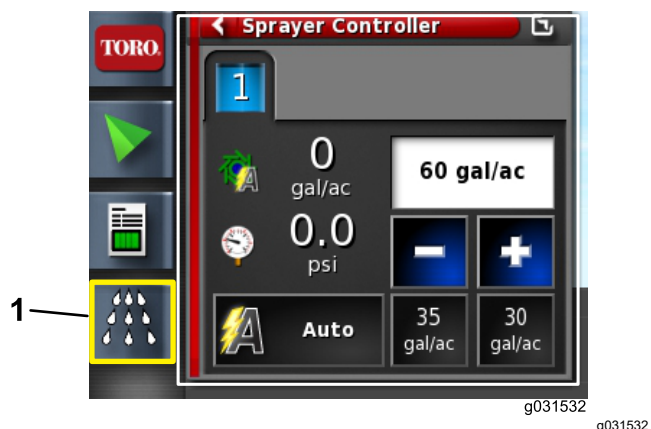 Sprayer Controller
TORO.
1
0
gal/ac
60 gal/ac
0.0
psi
A Auto
35
gal/ac
30
gal/ac
1
g031532
g031532